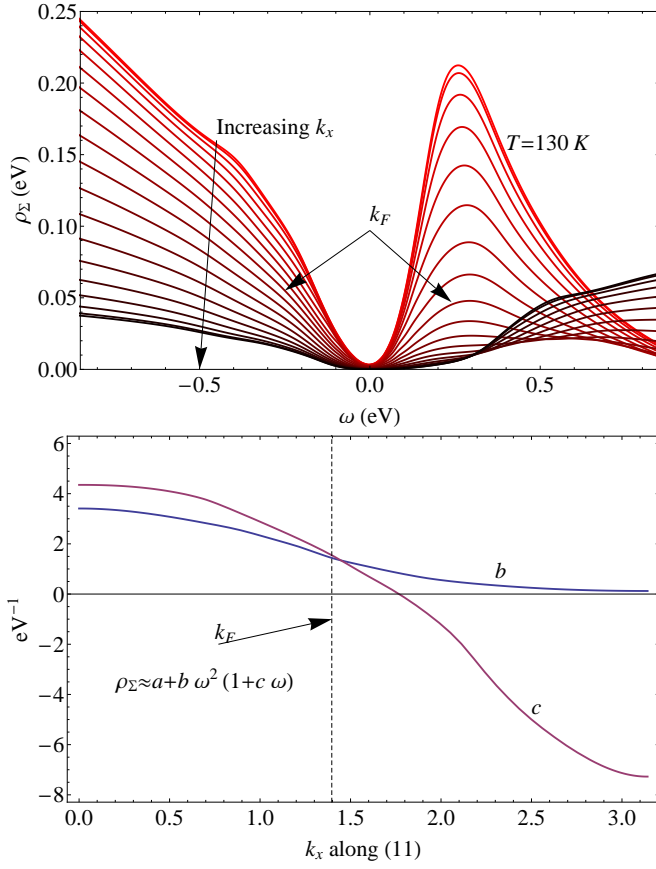 0.25
0.20
0.15
0.10
0.05
0.00
ρΣ (eV)
Increasing kx
T=130 K
kF
−0.5
0.0
0.5
ω (eV)
6
4
2
0
−2
−4
−6
−8
eV−1
b
kF
ρΣ≈a+b ω2 (1+c ω)
c
0.0
0.5
1.0
1.5
2.0
2.5
3.0
kx along (11)